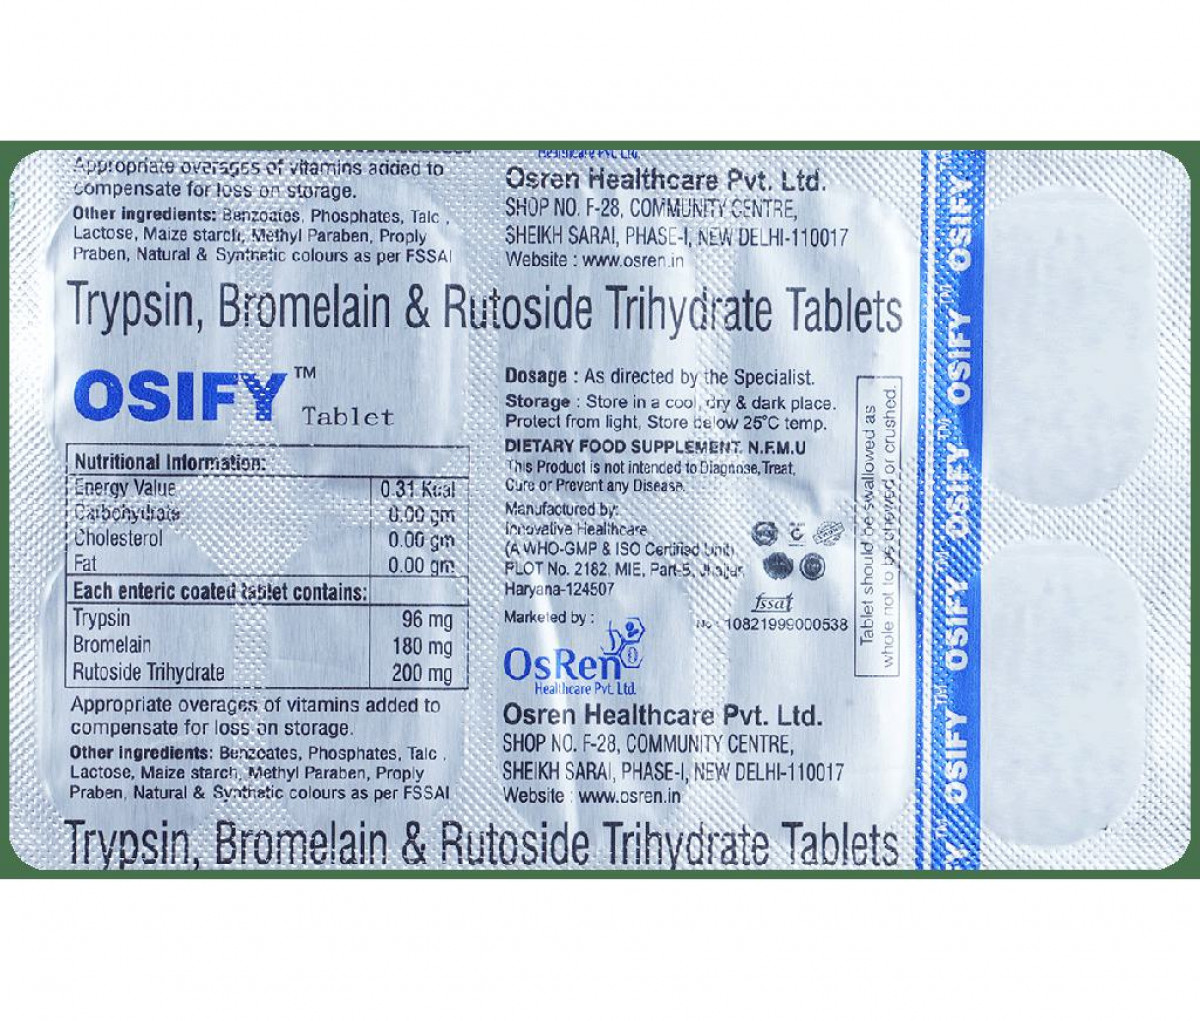 Appropriate overages of vitamins added to
compensate for loss on storage.
Other ingredients: Benzoates, Phosphates, Talc ,
Lactose, Maize starch, Methyl Paraben, Proply
Praben, Natural & Synthetic colours as per FSSAI
Healthcare Pvt. Ltd.
Osren Healthcare Pvt. Ltd.
SHOP NO. F-28, COMMUNITY CENTRE,
SHEIKH SARAI, PHASE-I, NEW DELHI-110017
Website : www.osren.in
Trypsin, Bromelain & Rutoside Trihydrate Tablets
OSIFY™
Tablet
Nutritional Information:
Energy Value 0.31 Kcal
Carbohydrate 0.00 gm
Cholesterol 0.00 gm
Fat 0.00 gm
Each enteric coated tablet contains:
Trypsin 96 mg
Bromelain 180 mg
Rutoside Trihydrate 200 mg
Appropriate overages of vitamins added to
compensate for loss on storage.
Other ingredients: Benzoates, Phosphates, Talc ,
Lactose, Maize starch, Methyl Paraben, Proply
Praben, Natural & Synthetic colours as per FSSAI
Dosage : As directed by the Specialist.
Storage : Store in a cool, dry & dark place.
Protect from light, Store below 25°C temp.
DIETARY FOOD SUPPLEMENT. N.F.M.U
This Product is not intended to Diagnose, Treat,
Cure or Prevent any Disease.
Manufactured by:
Innovative Healthcare
(A WHO-GMP & ISO Certified Unit)
PLOT No. 2182, MIE, Part-5, Jhajjar,
Haryana-124507
fssai
No.: 10821999000538
Marketed by :
OsRen
Healthcare Pvt. Ltd.
Osren Healthcare Pvt. Ltd.
SHOP NO. F-28, COMMUNITY CENTRE,
SHEIKH SARAI, PHASE-I, NEW DELHI-110017
Website : www.osren.in
Tablet should be swallowed as
whole not to be chewed or crushed.
Trypsin, Bromelain & Rutoside Trihydrate Tablets
Y™ OSIFY™ OSIFY™ OSIFY™ OSIFY™ OSIFY